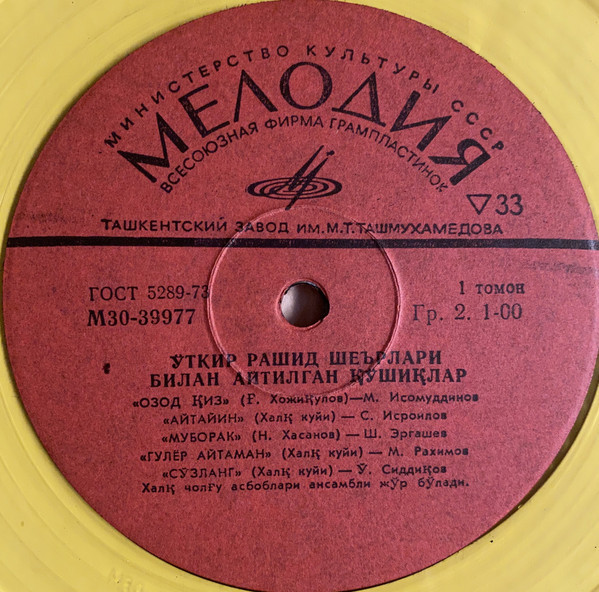 МИНИСТЕРСТВО КУЛЬТУРЫ СССР
МЕЛОДИЯ
ВСЕСОЮЗНАЯ ФИРМА ГРАМПЛАСТИНОК
▽33
ТАШКЕНТСКИЙ ЗАВОД ИМ. М.Т.ТАШМУХАМЕДОВА
ГОСТ 5289-73
1 томон
М30-39977
Гр. 2. 1-00
ЎТКИР РАШИД ШЕЪРЛАРИ
БИЛАН АЙТИЛГАН ҚЎШИҚЛАР
«ОЗОД ҚИЗ» (Ғ. Хожиқулов)—М. Исомуддинов
«АЙТАЙИН» (Халқ куйи) — С. Исроилов
«МУБОРАК» (Н. Хасанов) — Ш. Эргашев
«ГУЛЁР АЙТАМАН» (Халқ куйи) — М. Рахимов
«СЎЗЛАНГ» (Халқ куйи) — Ў. Сиддиқов
Халқ чолғу асбоблари ансамбли жўр бўлади.